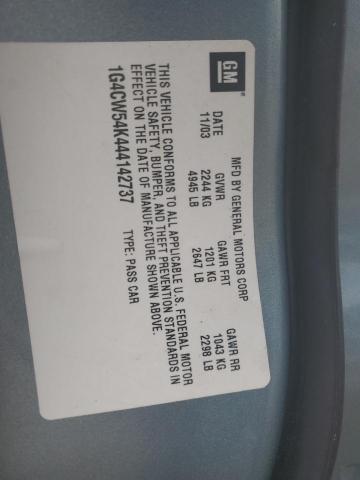 GM
MFD BY GENERAL MOTORS CORP
DATE GVWR GAWR FRT GAWR RR
11/03 2244 KG 1201 KG 1043 KG
4945 LB 2647 LB 2298 LB
THIS VEHICLE CONFORMS TO ALL APPLICABLE U.S. FEDERAL MOTOR
VEHICLE SAFETY, BUMPER, AND THEFT PREVENTION STANDARDS IN
EFFECT ON THE DATE OF MANUFACTURE SHOWN ABOVE.
1G4CW54K444142737 TYPE: PASS CAR